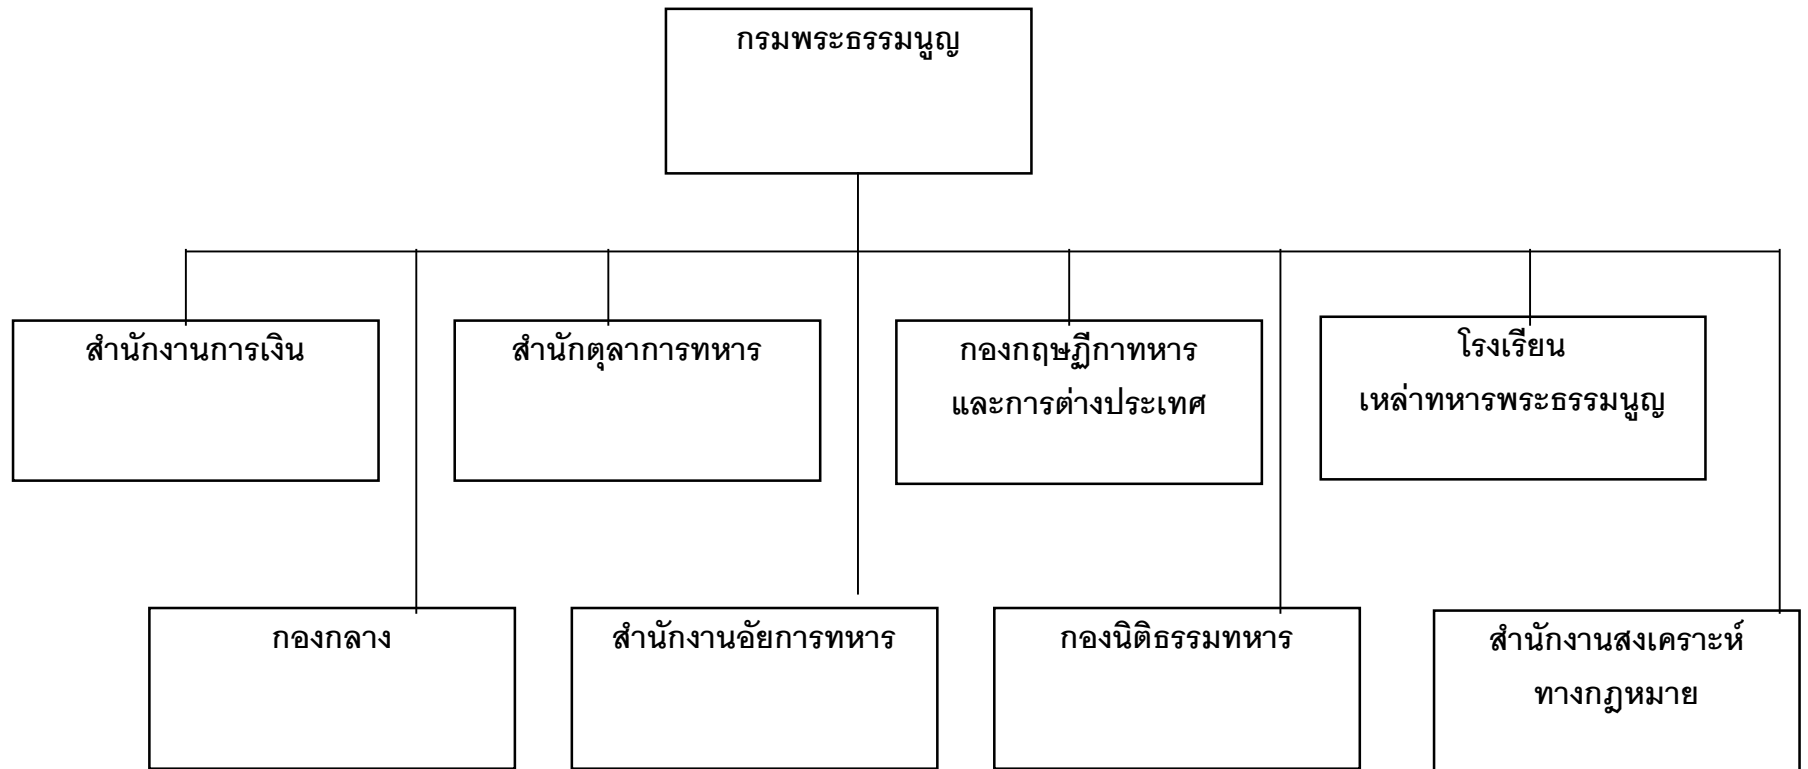 กรมพระธรรมนูญ
สำนักงานการเงิน
สำนักตุลาการทหาร
กองกฤษฎีกาทหาร
และการต่างประเทศ
โรงเรียน
เหล่าทหารพระธรรมนูญ
กองกลาง
สำนักงานอัยการทหาร
กองนิติธรรมทหาร
สำนักงานสงเคราะห์
ทางกฎหมาย